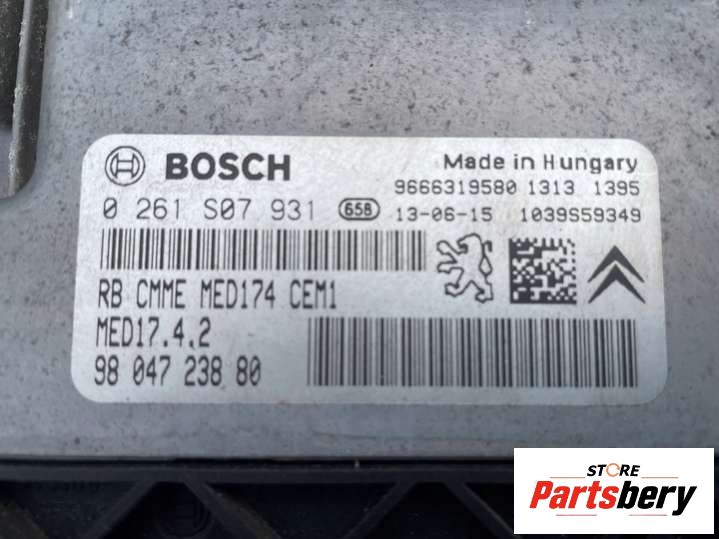 BOSCH
Made in Hungary
9666319580 1313 1395
0 261 S07 931 658 13-06-15 1039S59349
RB CMME MED174 CEM1
MED17.4.2
98 047 238 80
STORE
Partsbery